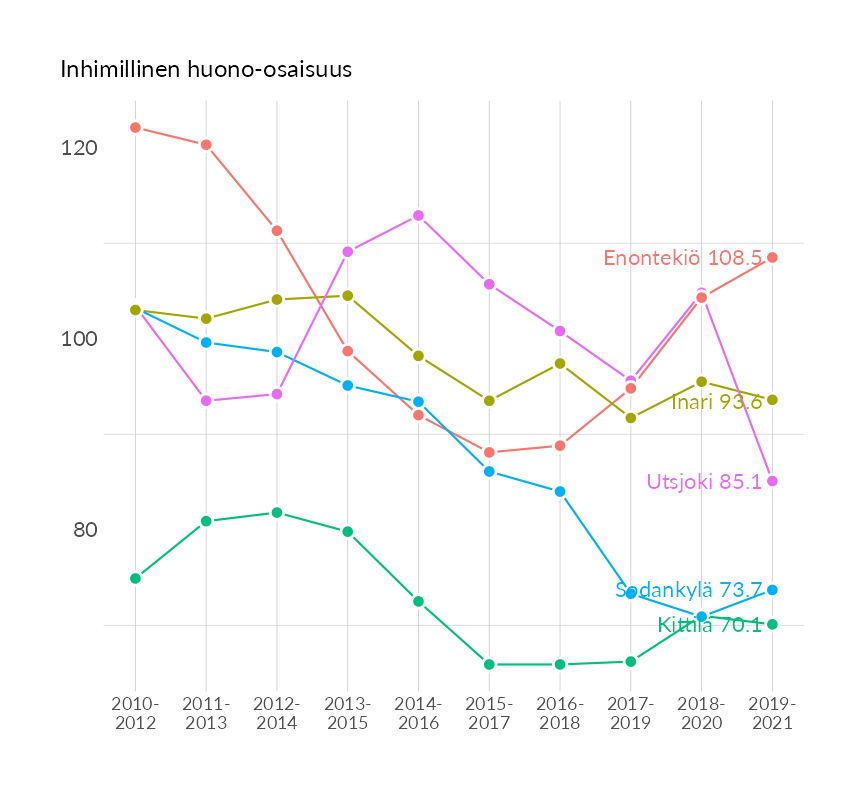 Inhimillinen huono-osaisuus
120
100
80
Enontekiö 108.5
Inari 93.6
Utsjoki 85.1
Sodankylä 73.7
Kittilä 70.1
2010- 2011- 2012- 2013- 2014- 2015- 2016- 2017- 2018- 2019-
2012 2013 2014 2015 2016 2017 2018 2019 2020 2021